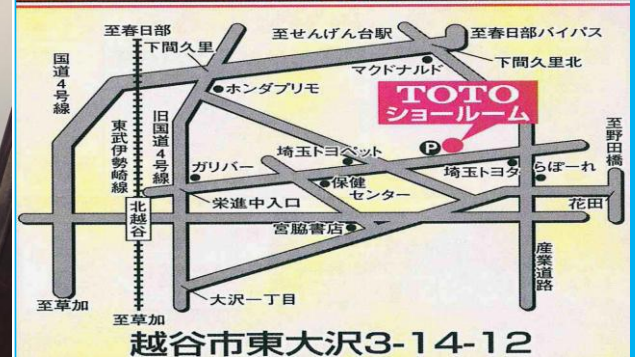 至春日部
至せんげん台駅
至春日部バイパス
下間久里
下間久里北
国道4号線
マクドナルド
ホンダプリモ
TOTO
ショールーム
東武伊勢崎線
旧国道4号線
至野田橋
P
埼玉トヨペット
ガリバー
埼玉トヨタ
らぽーれ
保健
センター
栄進中入口
北越谷
花田
宮脇書店
産業道路
大沢一丁目
至草加
至草加
越谷市東大沢3-14-12